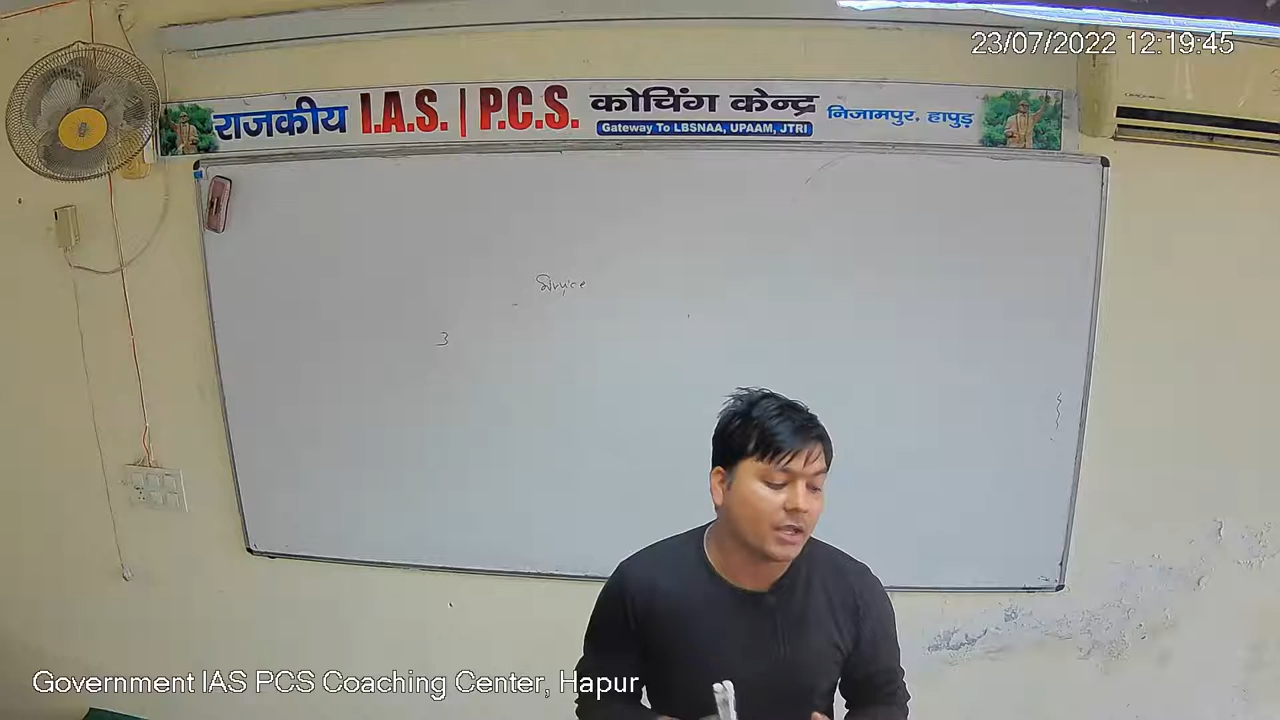 23/07/2022 12:19:45
राजकीय I.A.S. | P.C.S. कोचिंग केन्द्र निजामपुर, हापुड़
Gateway To LBSNAA, UPAAM, JTRI
3
Government IAS PCS Coaching Center, Hapur